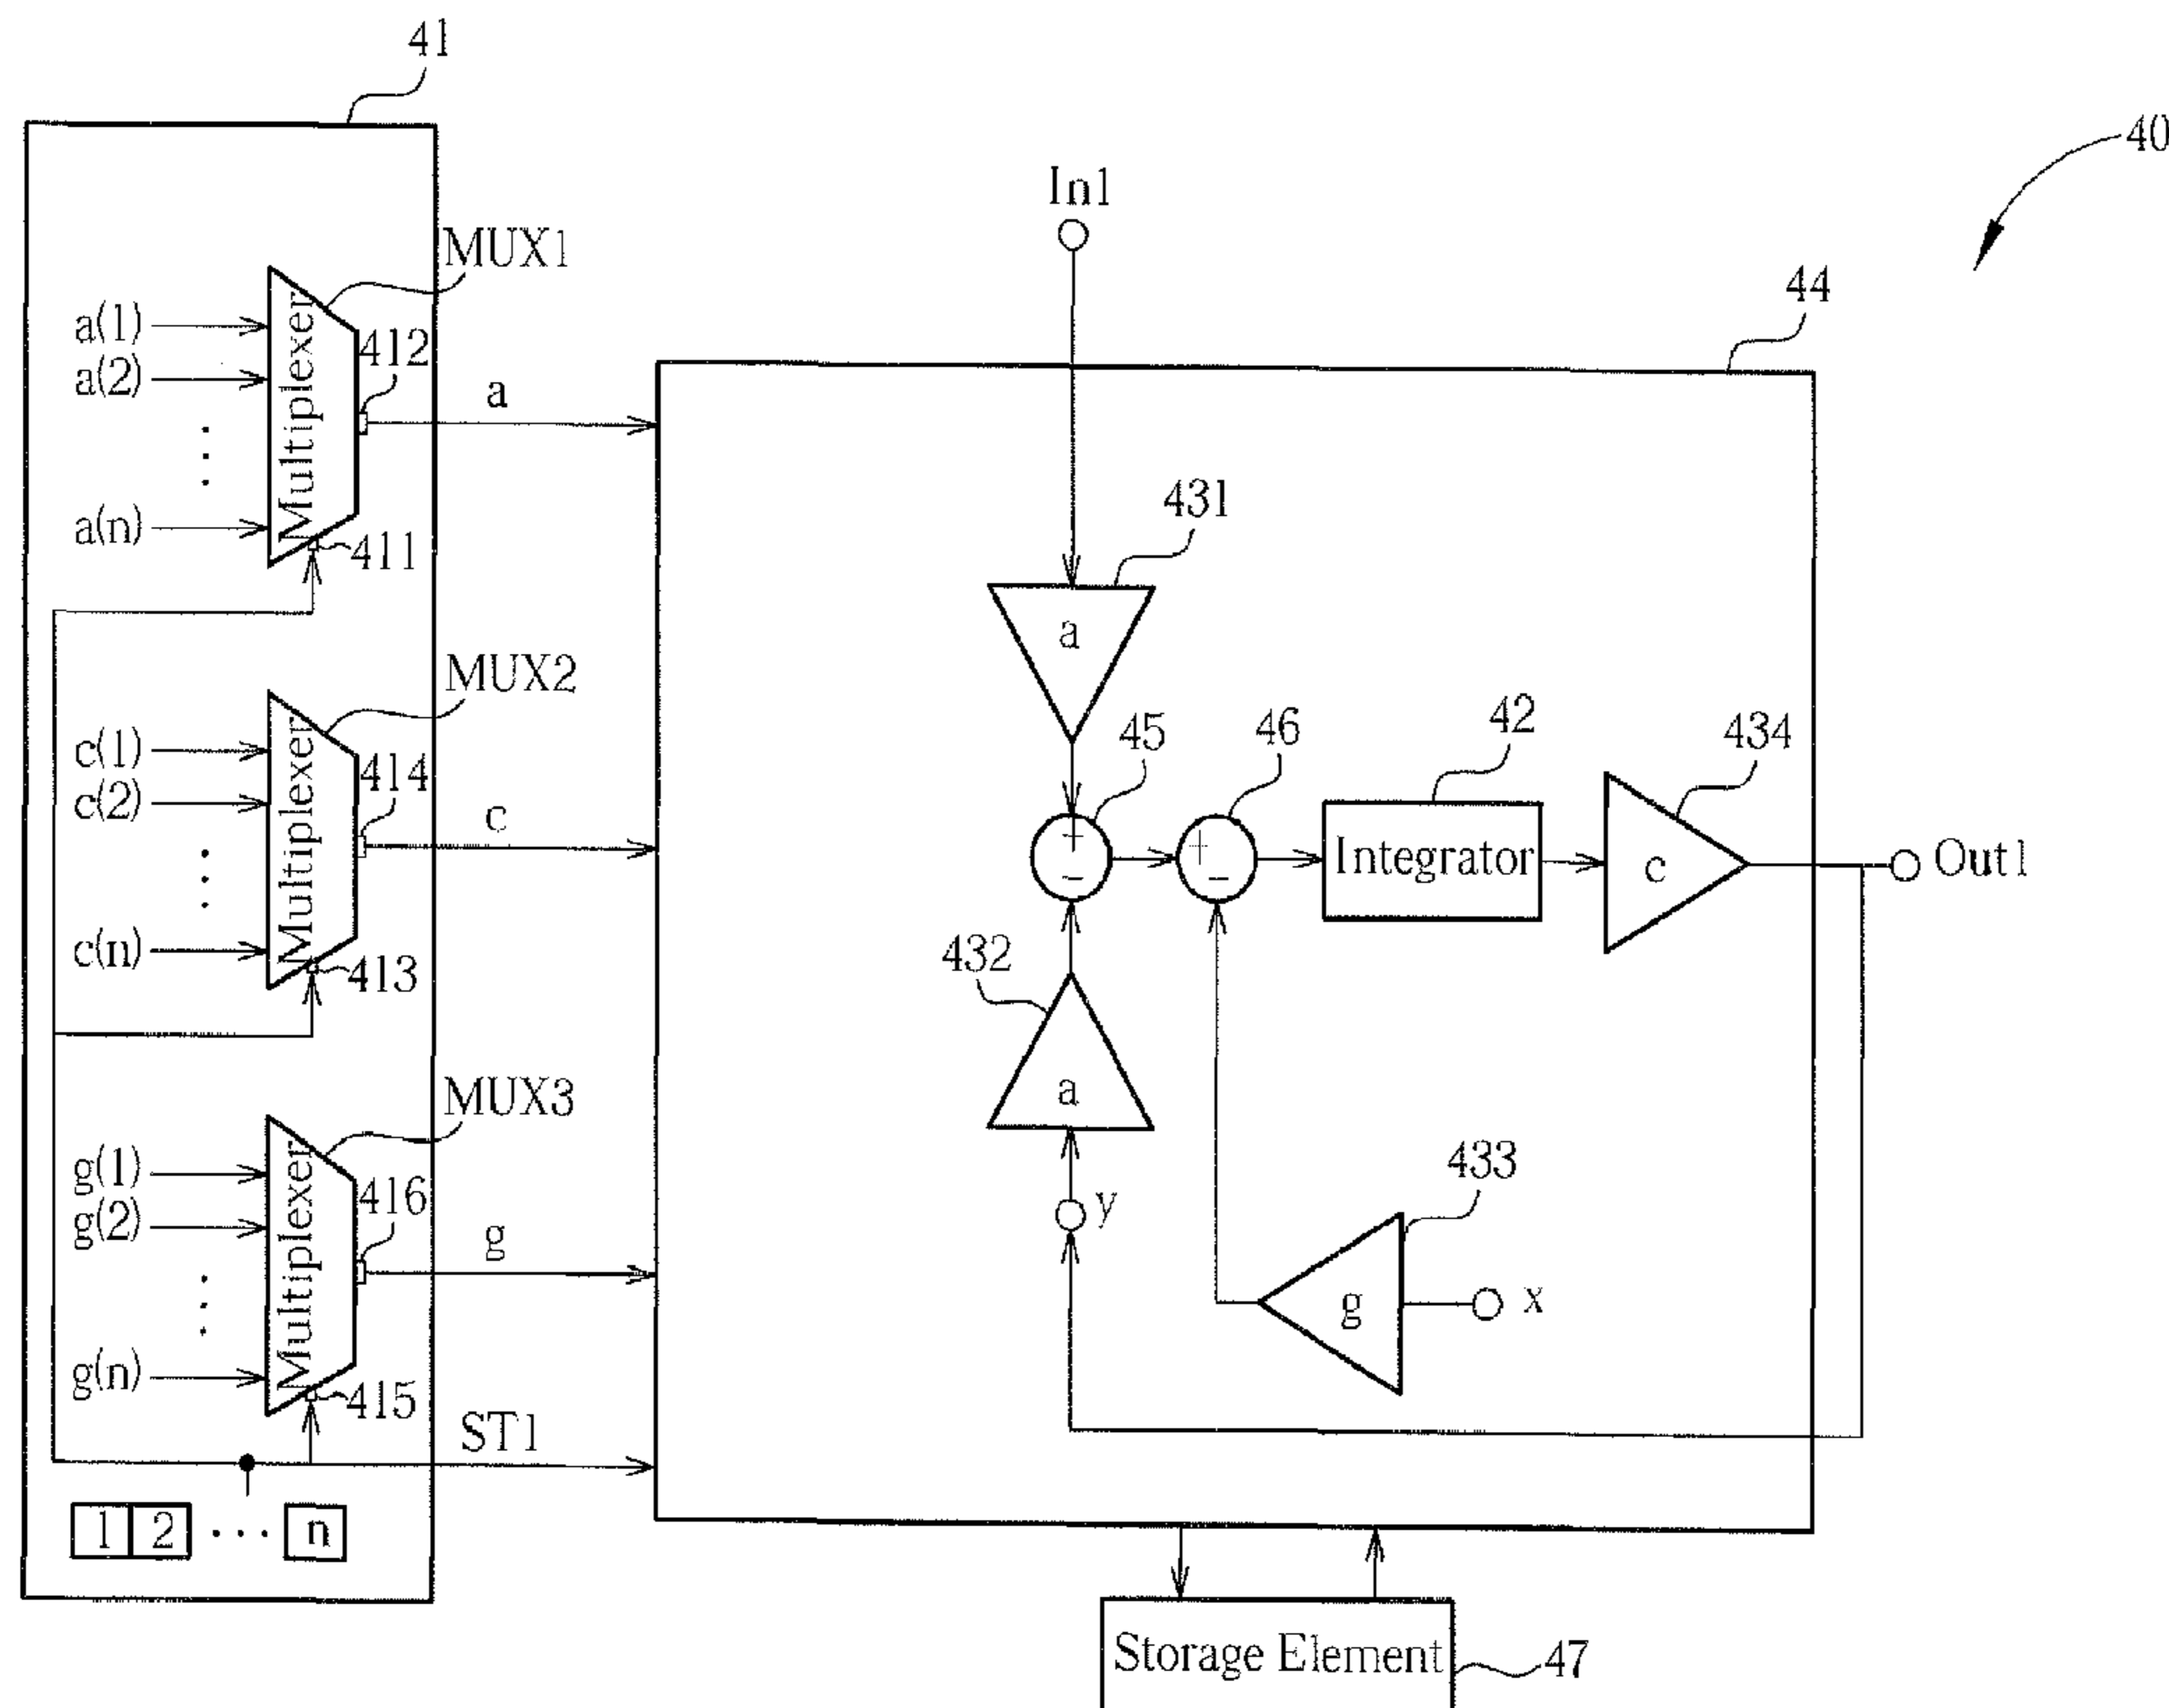 41
40
In1
MUX1
44
a(1)
a(2)
a(n)
Multiplexer
412
a
411
431
a
MUX2
c(1)
c(2)
c(n)
Multiplexer
414
c
413
45
46
42
434
+
-
+
-
Integrator
c
Out1
432
a
MUX3
g(1)
g(2)
g(n)
Multiplexer
416
g
415
433
y
g
x
ST1
1 2 ··· n
Storage Element
47